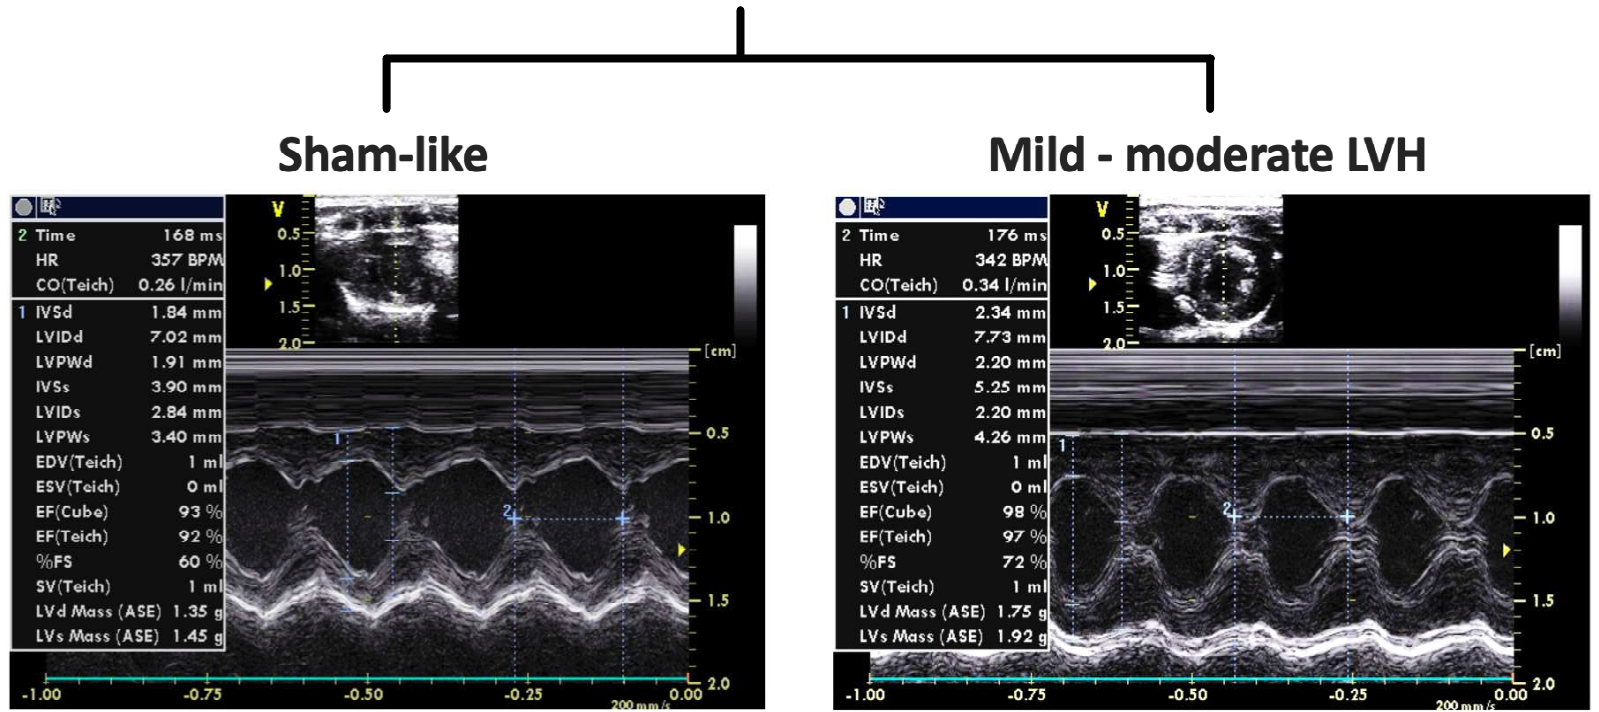 Sham-like
2 Time 168 ms
HR 357 BPM
CO(Teich) 0.26 l/min
1 IVSd 1.84 mm
LVIDd 7.02 mm
LVPWd 1.91 mm
IVSs 3.90 mm
LVIDs 2.84 mm
LVPWs 3.40 mm
EDV(Teich) 1 ml
ESV(Teich) 0 ml
EF(Cube) 93 %
EF(Teich) 92 %
%FS 60 %
SV(Teich) 1 ml
LVd Mass (ASE) 1.35 g
LVs Mass (ASE) 1.45 g
V
0.5
1.0
1.5
2.0
[cm]
1
0.5
2
1.0
1.5
2.0
-1.00 -0.75 -0.50 -0.25 0.00
200 mm/s
Mild - moderate LVH
2 Time 176 ms
HR 342 BPM
CO(Teich) 0.34 l/min
1 IVSd 2.34 mm
LVIDd 7.73 mm
LVPWd 2.20 mm
IVSs 5.25 mm
LVIDs 2.20 mm
LVPWs 4.26 mm
EDV(Teich) 1 ml
ESV(Teich) 0 ml
EF(Cube) 98 %
EF(Teich) 97 %
%FS 72 %
SV(Teich) 1 ml
LVd Mass (ASE) 1.75 g
LVs Mass (ASE) 1.92 g
V
0.5
1.0
1.5
2.0
[cm]
0.5
1
2
1.0
1.5
2.0
-1.00 -0.75 -0.50 -0.25 0.00
200 mm/s